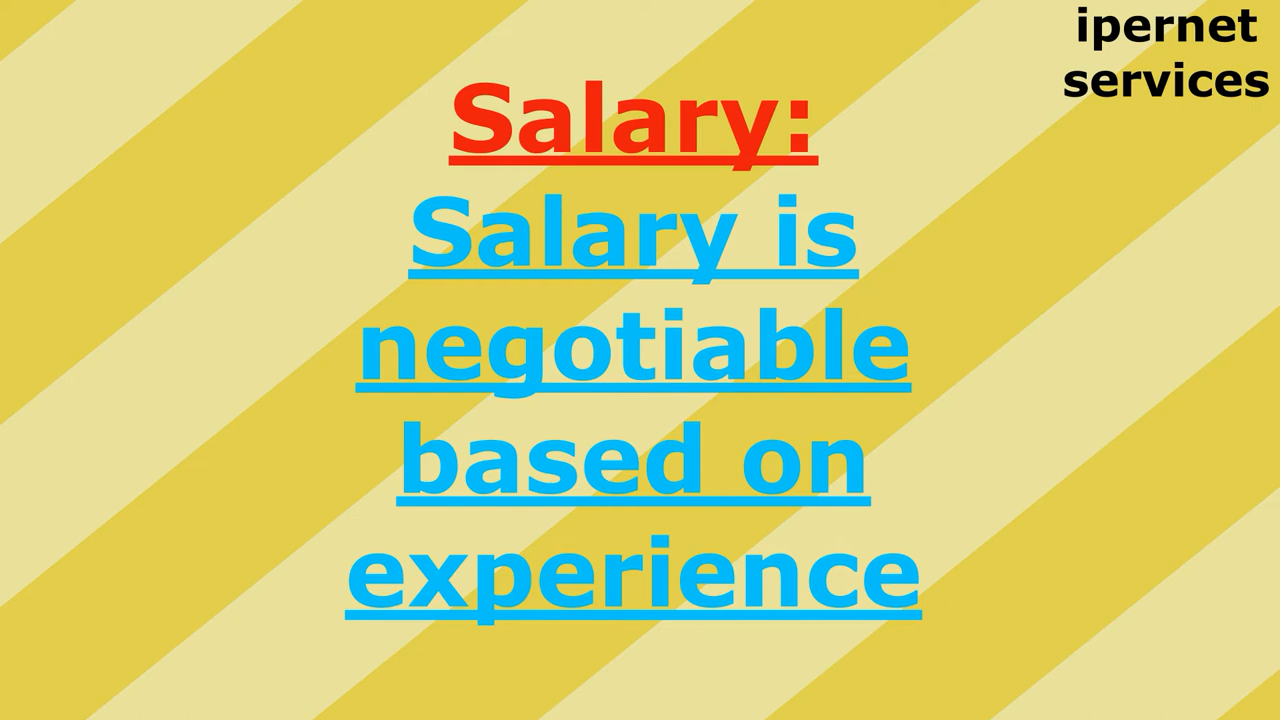 ipernet
services
Salary:
Salary is
negotiable
based on
experience